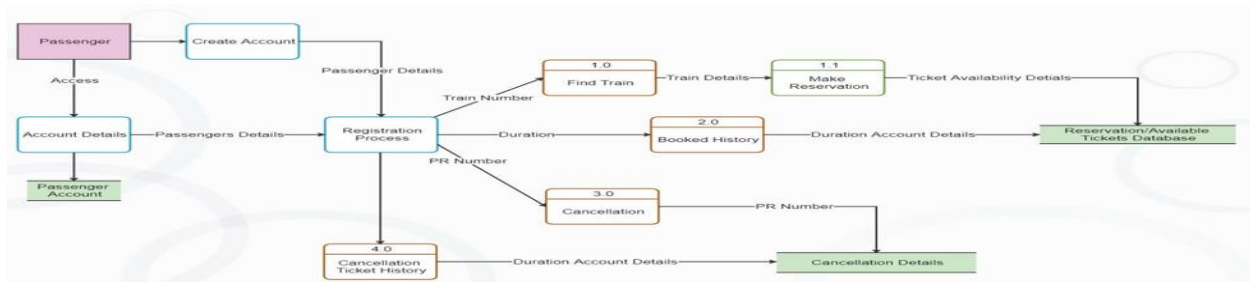 Passenger
Create Account
Access
Passenger Details
1.0
Find Train
Train Details
1.1
Make
Reservation
Ticket Availability Detials
Train Number
Account Details
Passengers Details
Registration
Process
Duration
2.0
Booked History
Duration Account Details
Reservation/Available
Tickets Database
PR Number
Passenger
Account
3.0
Cancellation
PR Number
4.0
Cancellation
Ticket History
Duration Account Details
Cancellation Details